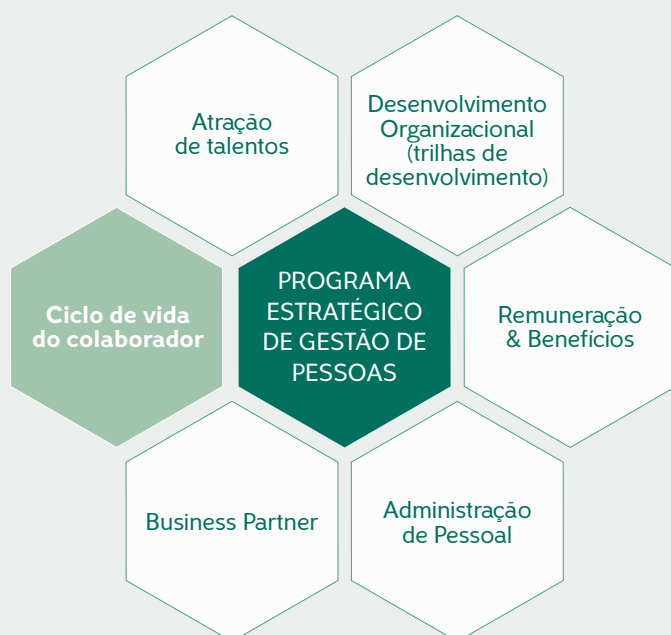 Atração
de talentos
Desenvolvimento
Organizacional
(trilhas de
desenvolvimento)
Ciclo de vida
do colaborador
PROGRAMA
ESTRATÉGICO
DE GESTÃO DE
PESSOAS
Remuneração
& Benefícios
Business Partner
Administração
de Pessoal